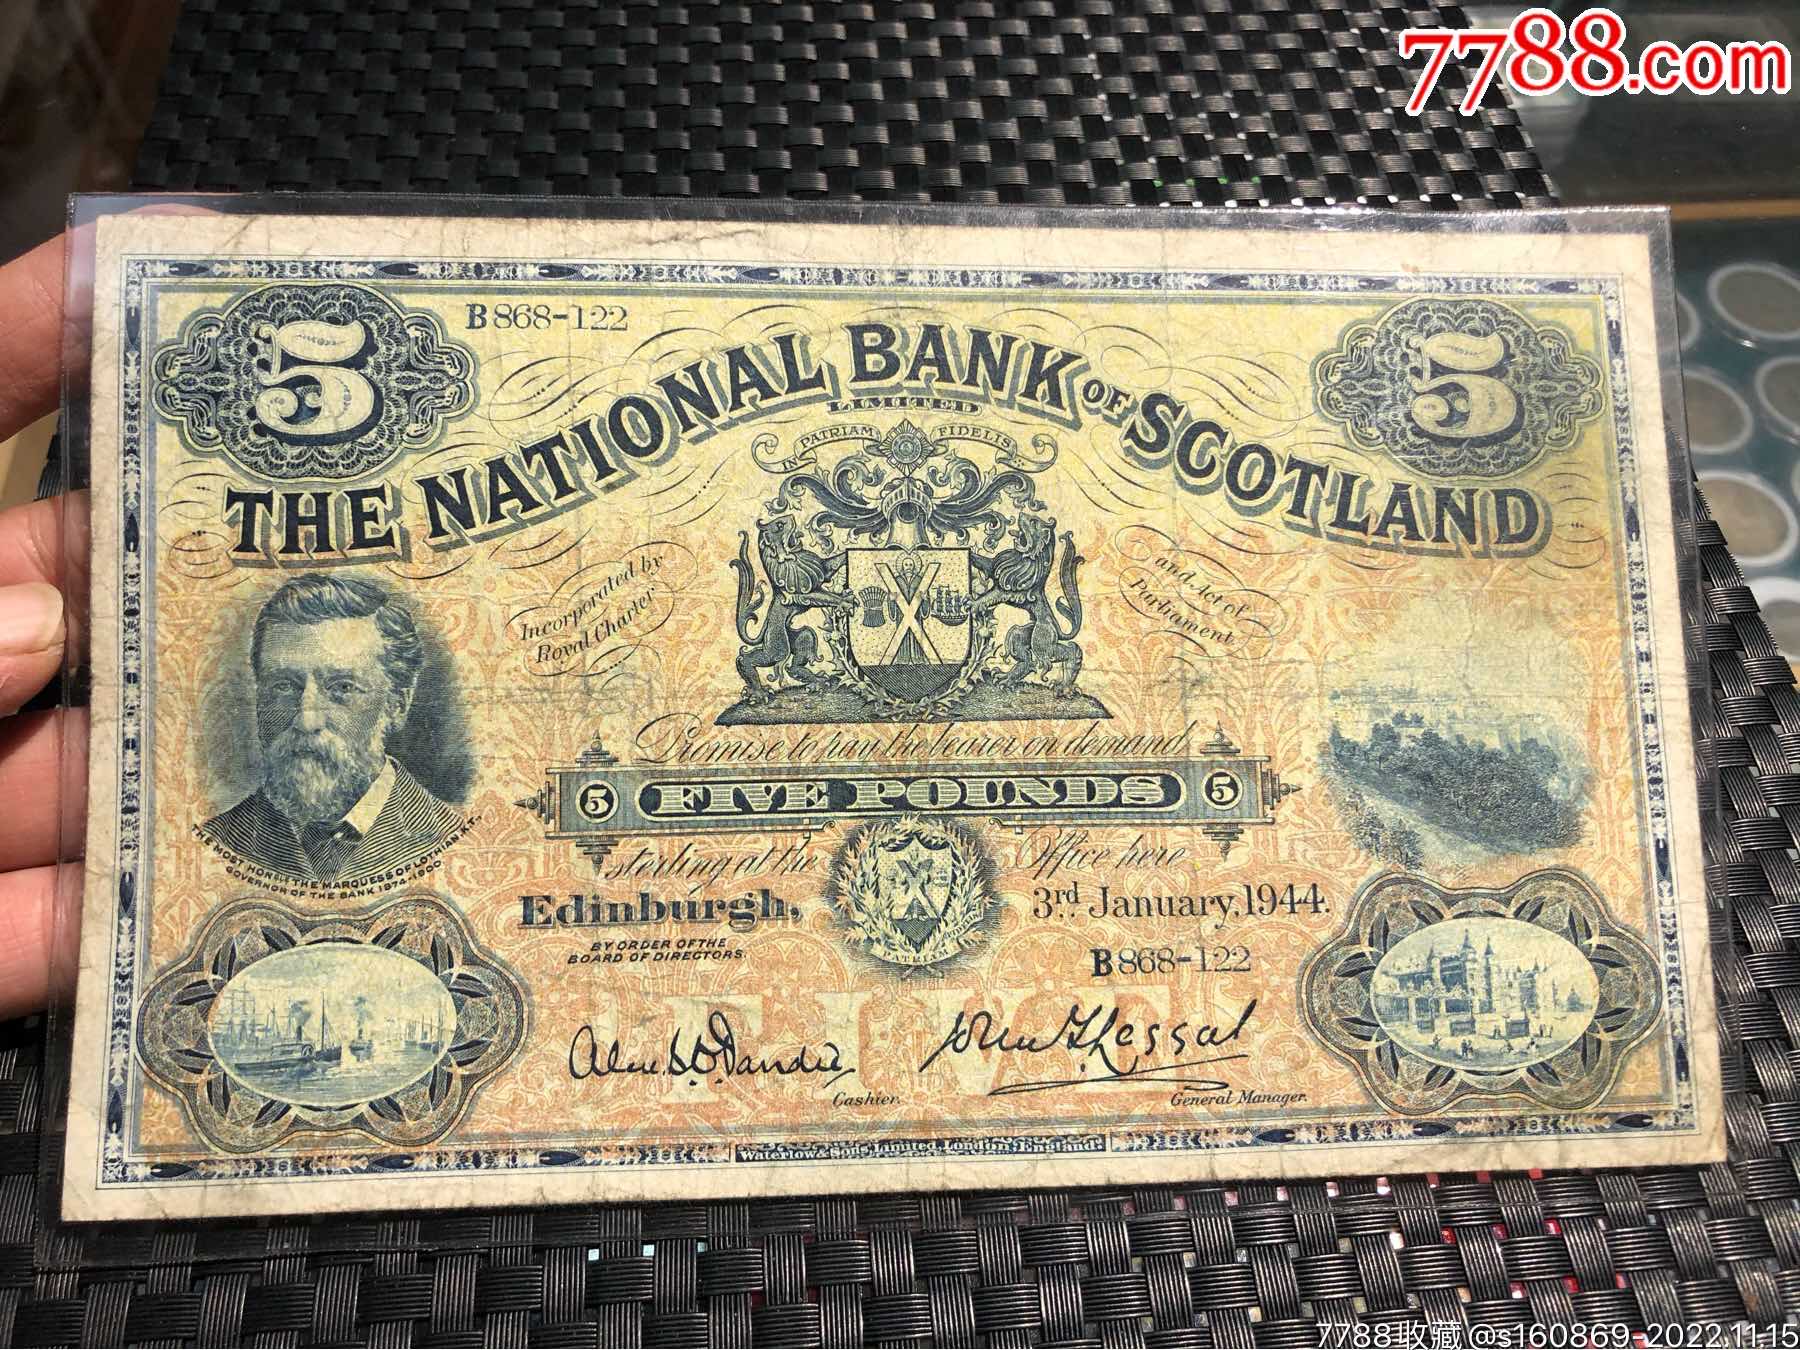 7788.com
5
B 868-122
5
THE NATIONAL BANK OF SCOTLAND
LIMITED
IN PATRIAM FIDELIS
Incorporated by
Royal Charter
and Act of
Parliament
Promise to pay the bearer on demand
5 FIVE POUNDS 5
sterling at the Office here
THE MOST HONBLE THE MARQUESS OF LOTHIAN K.T.,
GOVERNOR OF THE BANK 1874-1900
Edinburgh, 3rd. January, 1944.
BY ORDER OF THE
BOARD OF DIRECTORS.
PATRIAM
B 868-122
FIVE
Cashier.
General Manager.
Waterlow & Sons Limited, London, England.
7788收藏@s160869-2022.11.15